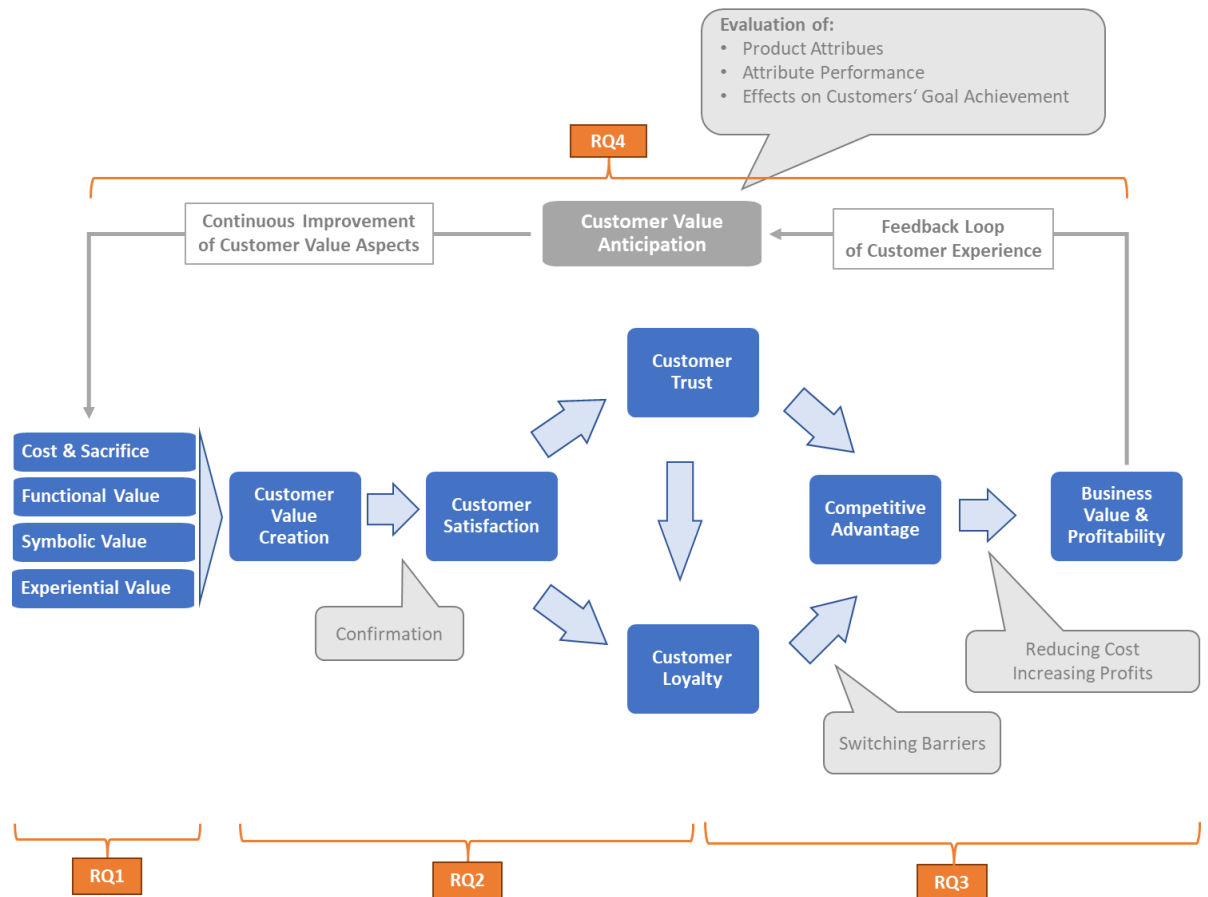 Evaluation of:
• Product Attribues
• Attribute Performance
• Effects on Customers‘ Goal Achievement
RQ4
Continuous Improvement
of Customer Value Aspects
Customer Value
Anticipation
Feedback Loop
of Customer Experience
Customer
Trust
Cost & Sacrifice
Functional Value
Symbolic Value
Experiential Value
Customer
Value
Creation
Customer
Satisfaction
Competitive
Advantage
Business
Value &
Profitability
Confirmation
Customer
Loyalty
Reducing Cost
Increasing Profits
Switching Barriers
RQ1
RQ2
RQ3